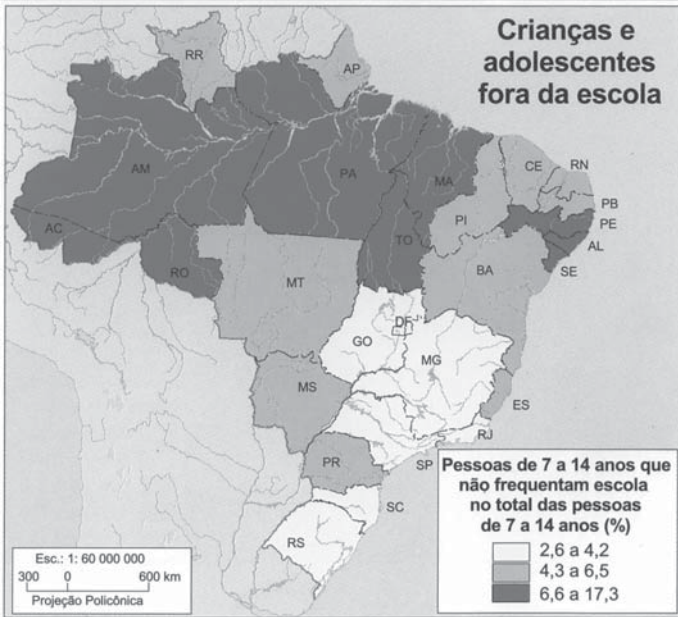 Crianças e
adolescentes
fora da escola
RR
AP
AM
PA
MA
CE
RN
PB
PE
AL
SE
PI
AC
TO
RO
BA
MT
DF
GO
MG
MS
ES
RJ
SP
PR
SC
RS
Pessoas de 7 a 14 anos que
não frequentam escola
no total das pessoas
de 7 a 14 anos (%)
2,6 a 4,2
4,3 a 6,5
6,6 a 17,3
Esc.: 1: 60 000 000
300 0 600 km
Projeção Policônica